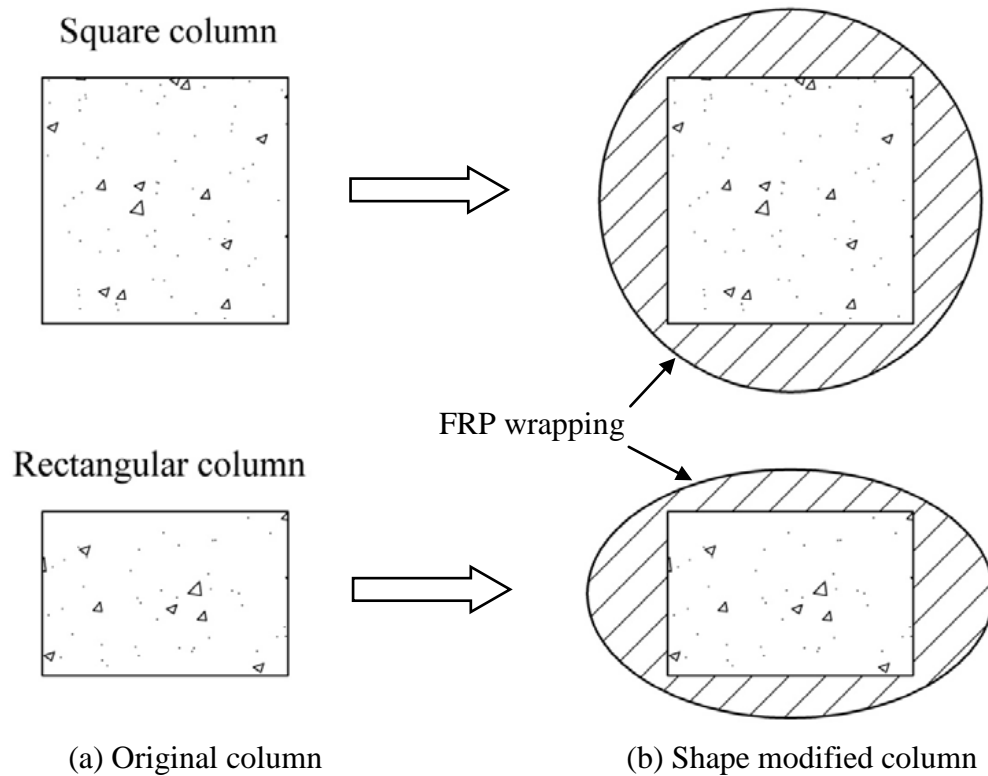 Square column
FRP wrapping
Rectangular column
(a) Original column
(b) Shape modified column